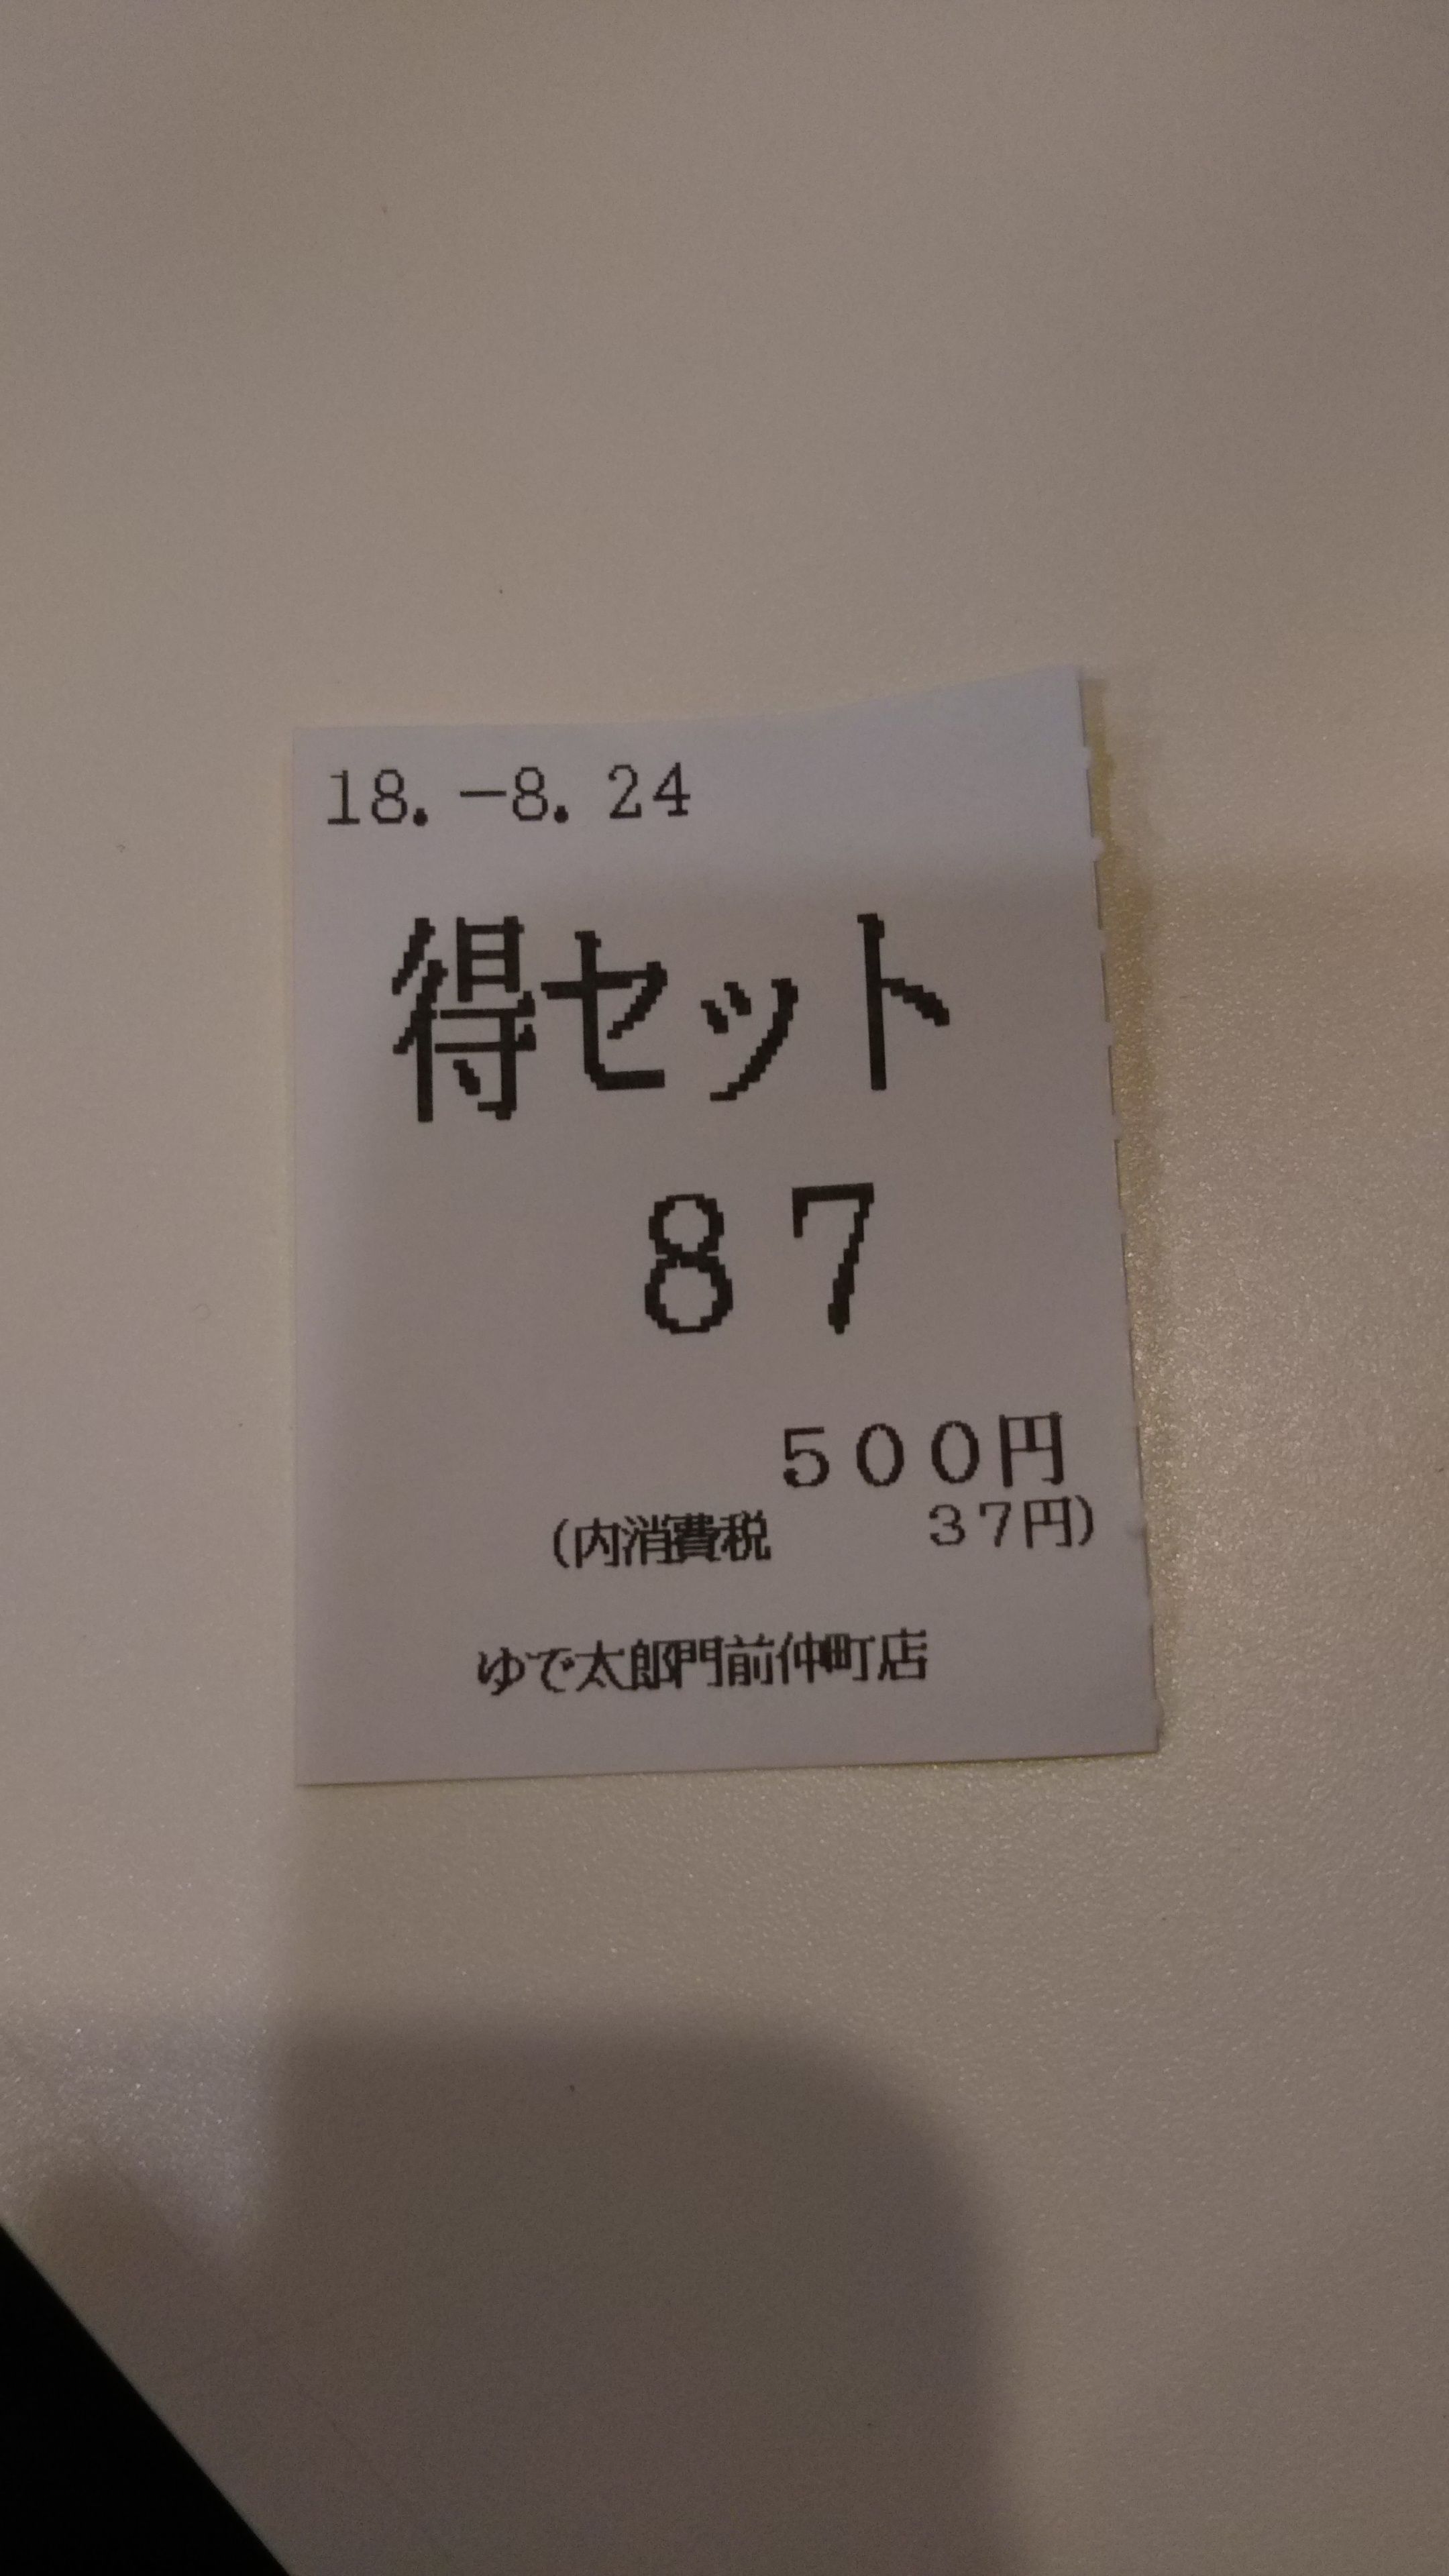 18.-8.24
得セット
87
500円
(内消費税 37円)
ゆで太郎門前仲町店